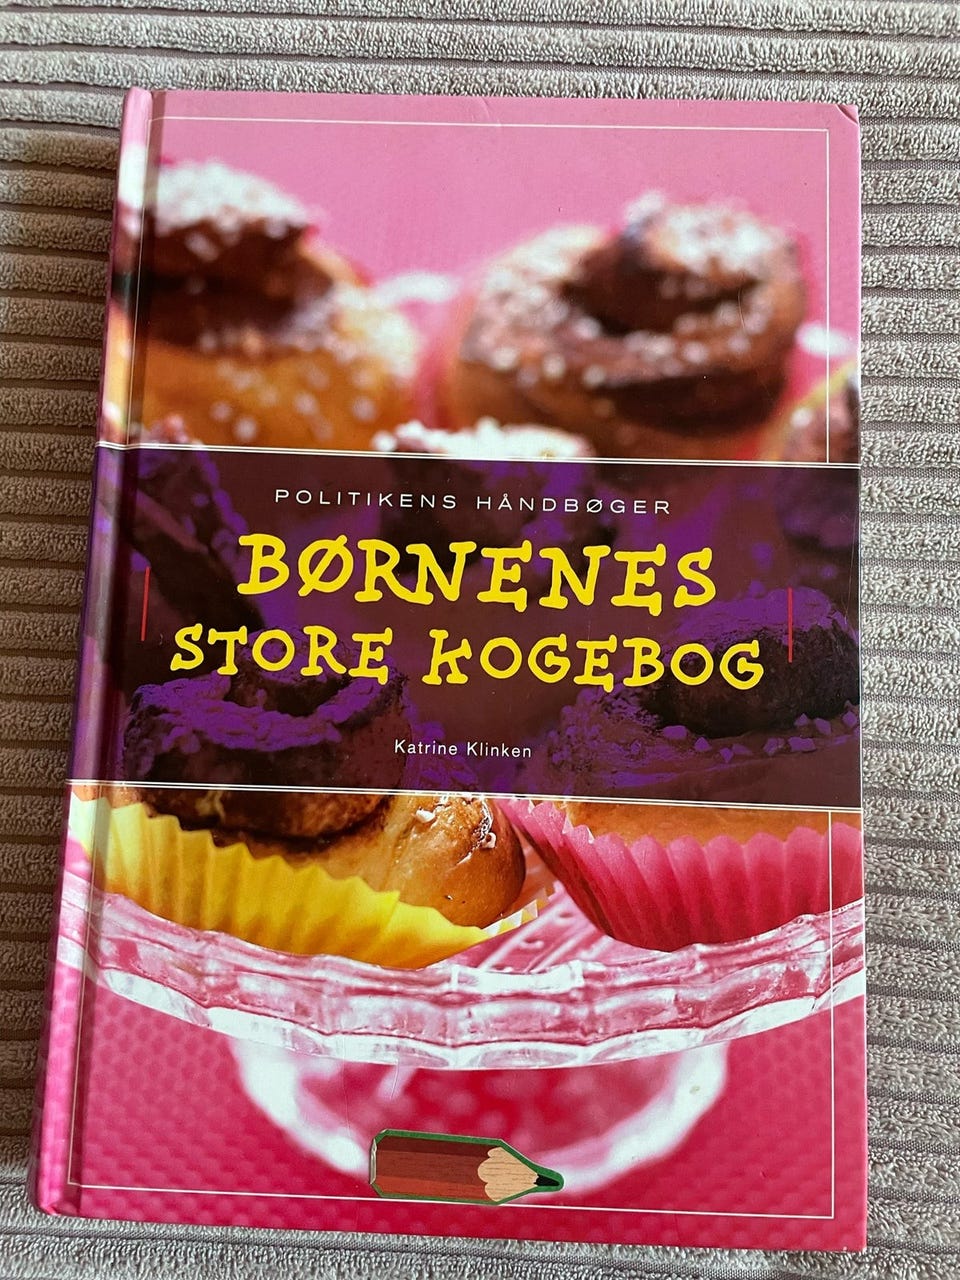 POLITIKENS HÅNDBØGER
BØRNENES
STORE KOGEBOG
Katrine Klinken